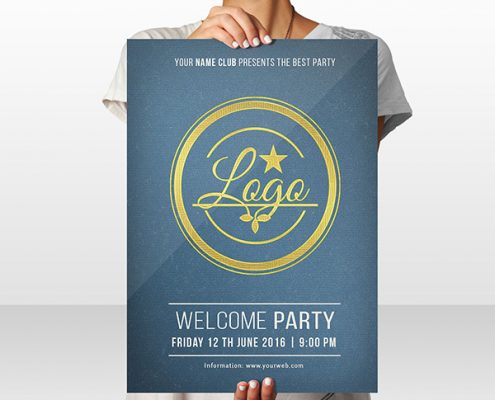 YOUR NAME CLUB PRESENTS THE BEST PARTY
Logo
WELCOME PARTY
FRIDAY 12 TH JUNE 2016 | 9:00 PM
Information: www.yourweb.com